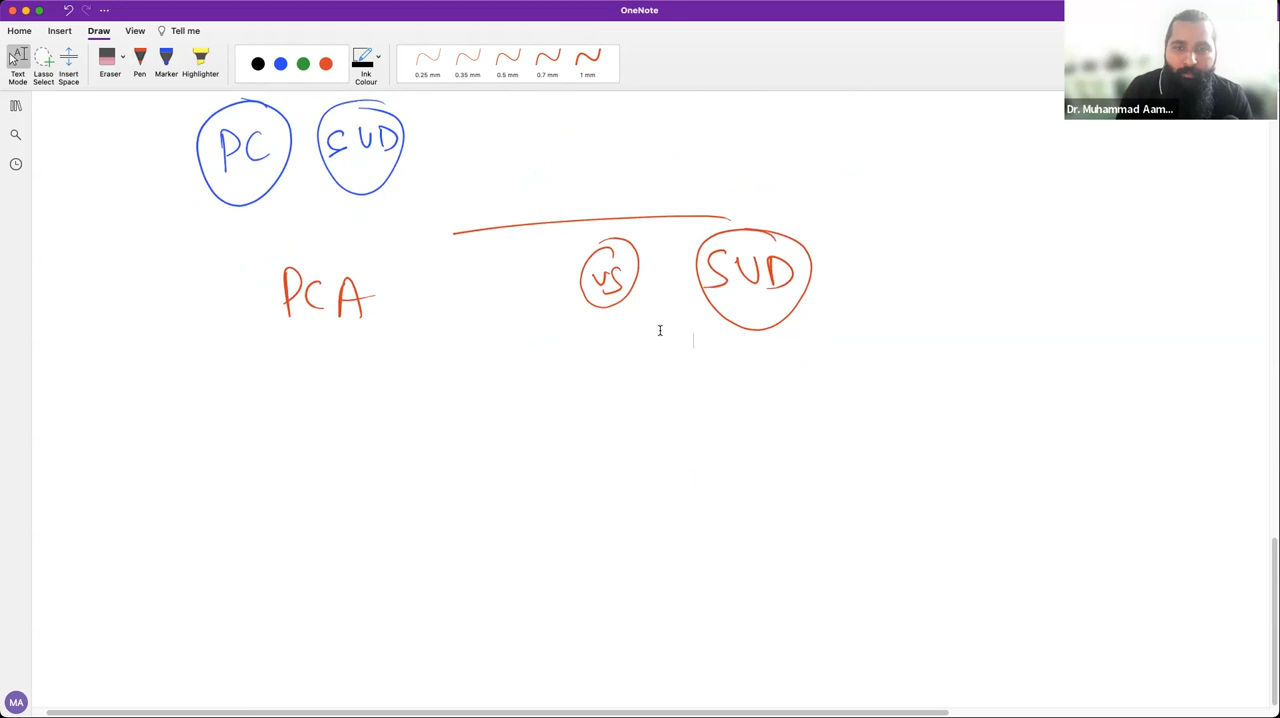 OneNote
Home Insert Draw View Tell me
Text Mode
Lasso Select
Insert Space
Eraser
Pen
Marker
Highlighter
Ink Colour
0.25 mm 0.35 mm 0.5 mm 0.7 mm 1 mm
Dr. Muhammad Aam...
PC SVD
PCA vs SVD
MA